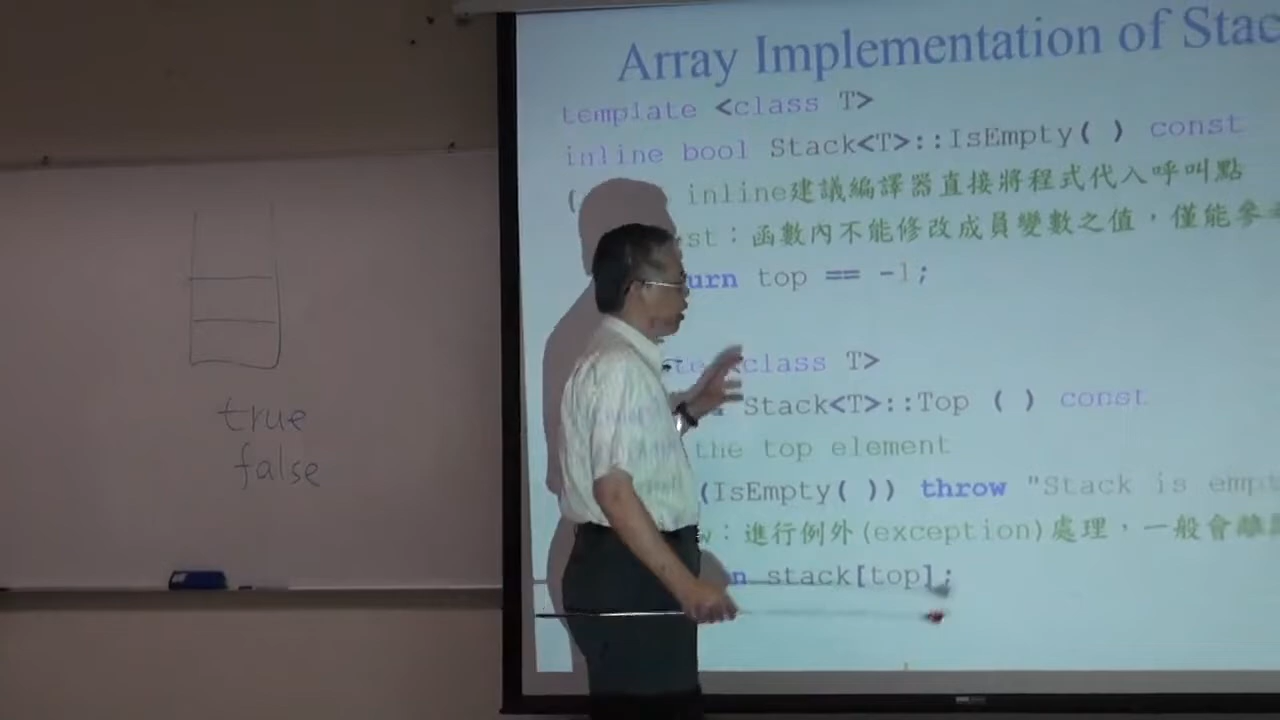 Array Implementation of Stac
template <class T>
inline bool Stack<T>::IsEmpty( ) const
{ inline建議編譯器直接將程式代入呼叫點
st：函數內不能修改成員變數之值，僅能參考
urn top == -1;
te <class T>
Stack<T>::Top ( ) const
the top element
(IsEmpty( )) throw "Stack is empt
w：進行例外(exception)處理，一般會離
n stack[top];
true
false